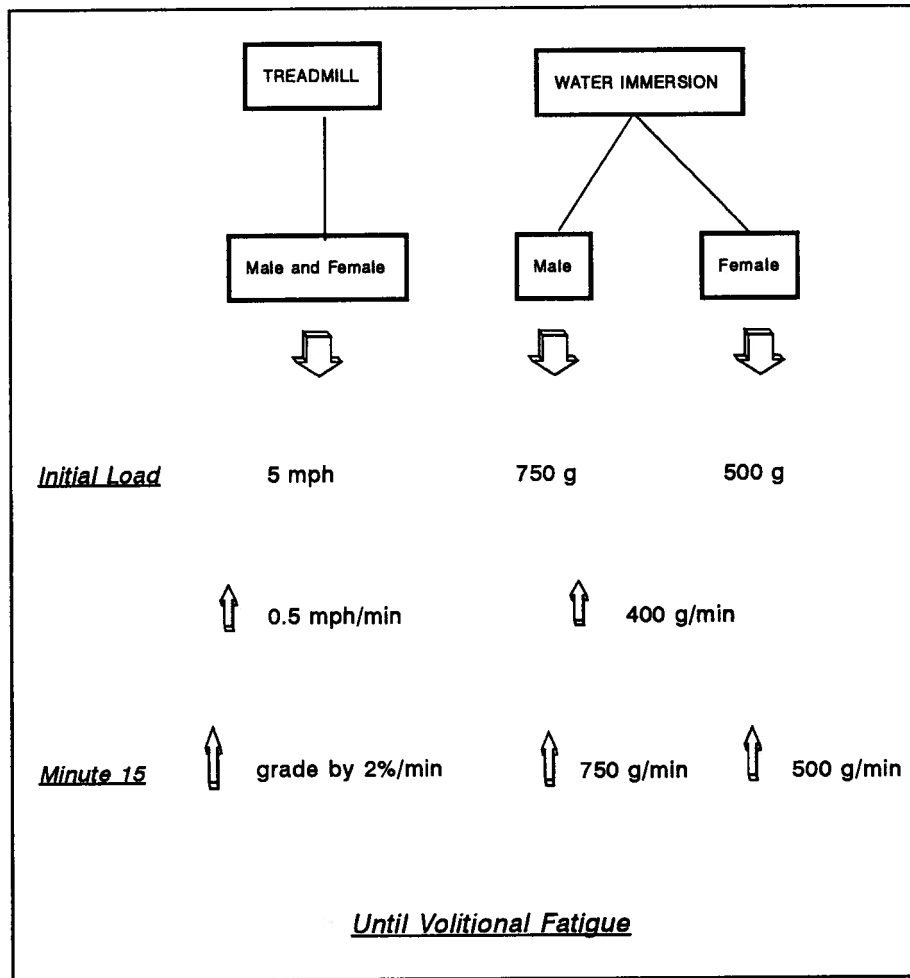 TREADMILL
WATER IMMERSION
Male and Female
Male
Female
Initial Load
5 mph
750 g
500 g
0.5 mph/min
400 g/min
Minute 15
grade by 2%/min
750 g/min
500 g/min
Until Volitional Fatigue